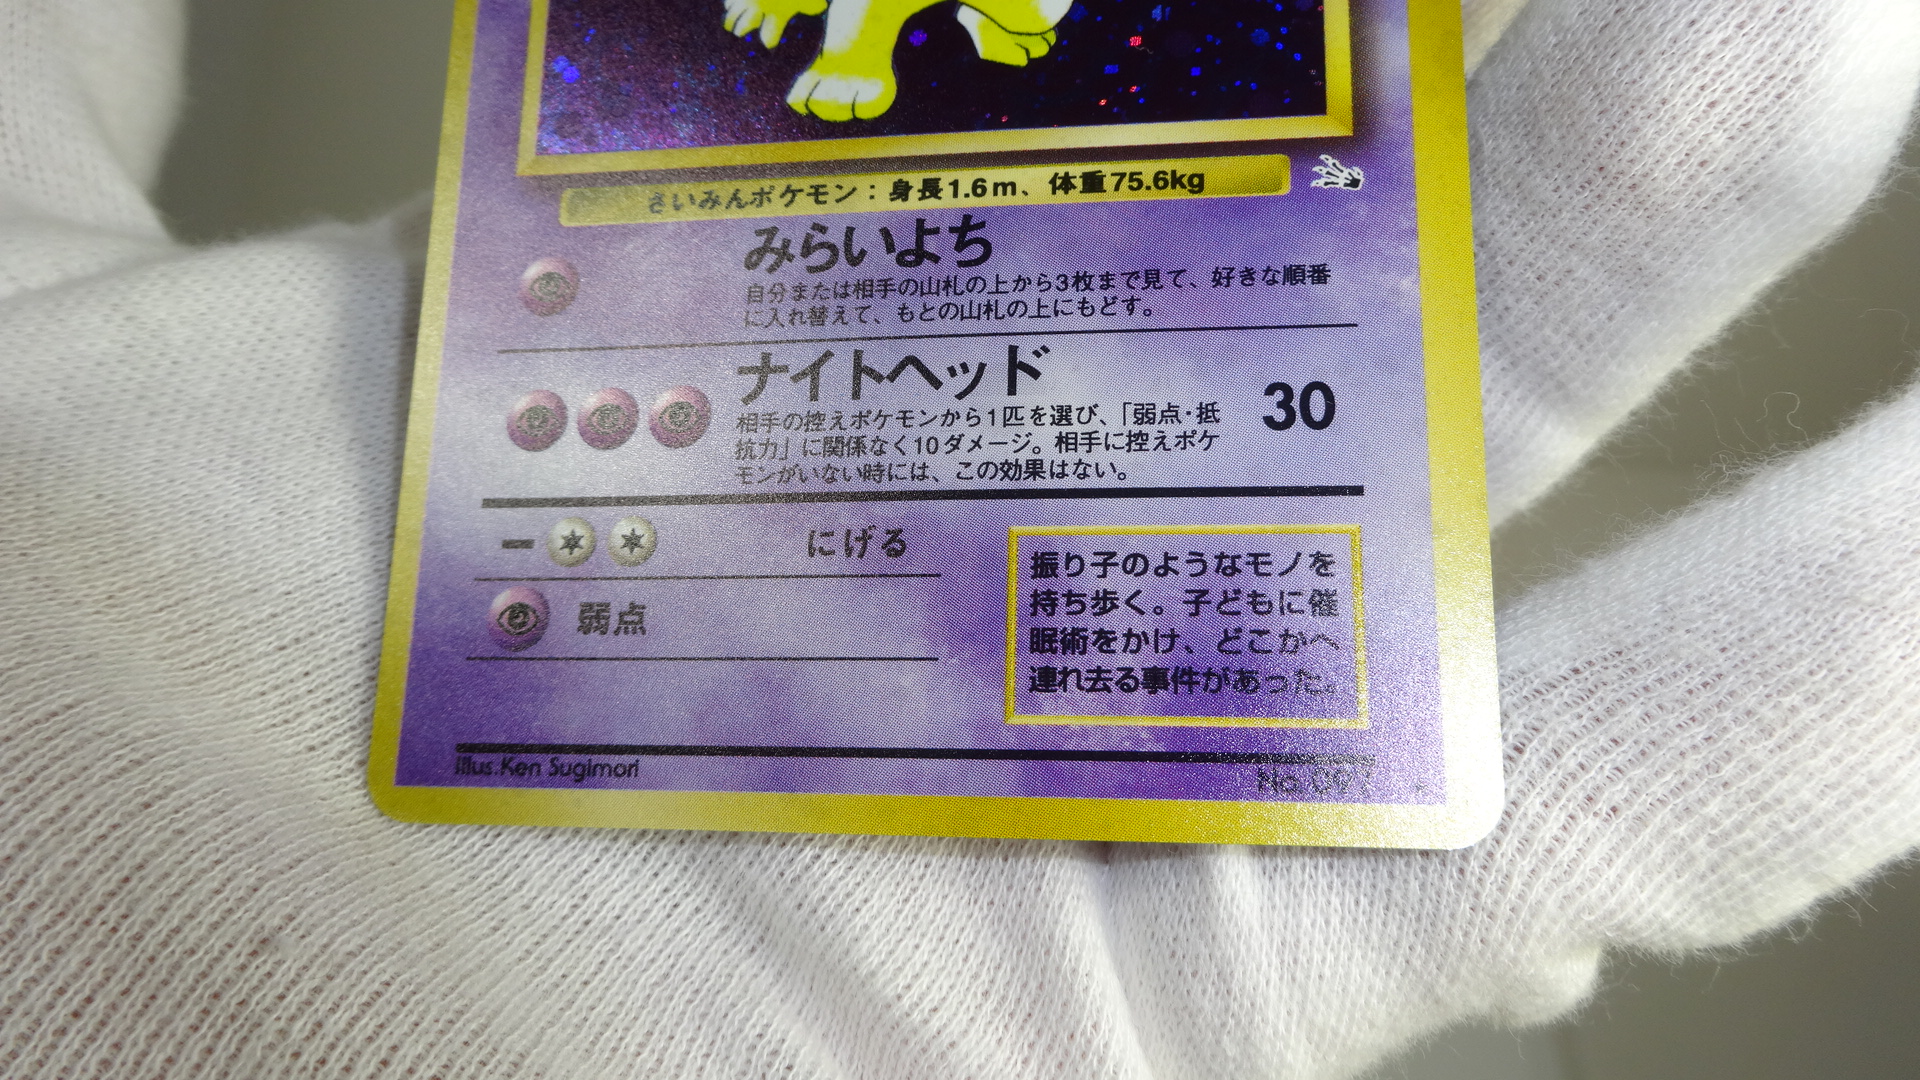 さいみんポケモン：身長1.6m、体重75.6kg
みらいよち
自分または相手の山札の上から3枚まで見て、好きな順番
に入れ替えて、もとの山札の上にもどす。
ナイトヘッド 30
相手の控えポケモンから1匹を選び、「弱点・抵
抗力」に関係なく10ダメージ。相手に控えポケ
モンがいない時には、この効果はない。
ー にげる
弱点
振り子のようなモノを
持ち歩く。子どもに催
眠術をかけ、どこかへ
連れ去る事件があった。
Illus.Ken Sugimori
No.097